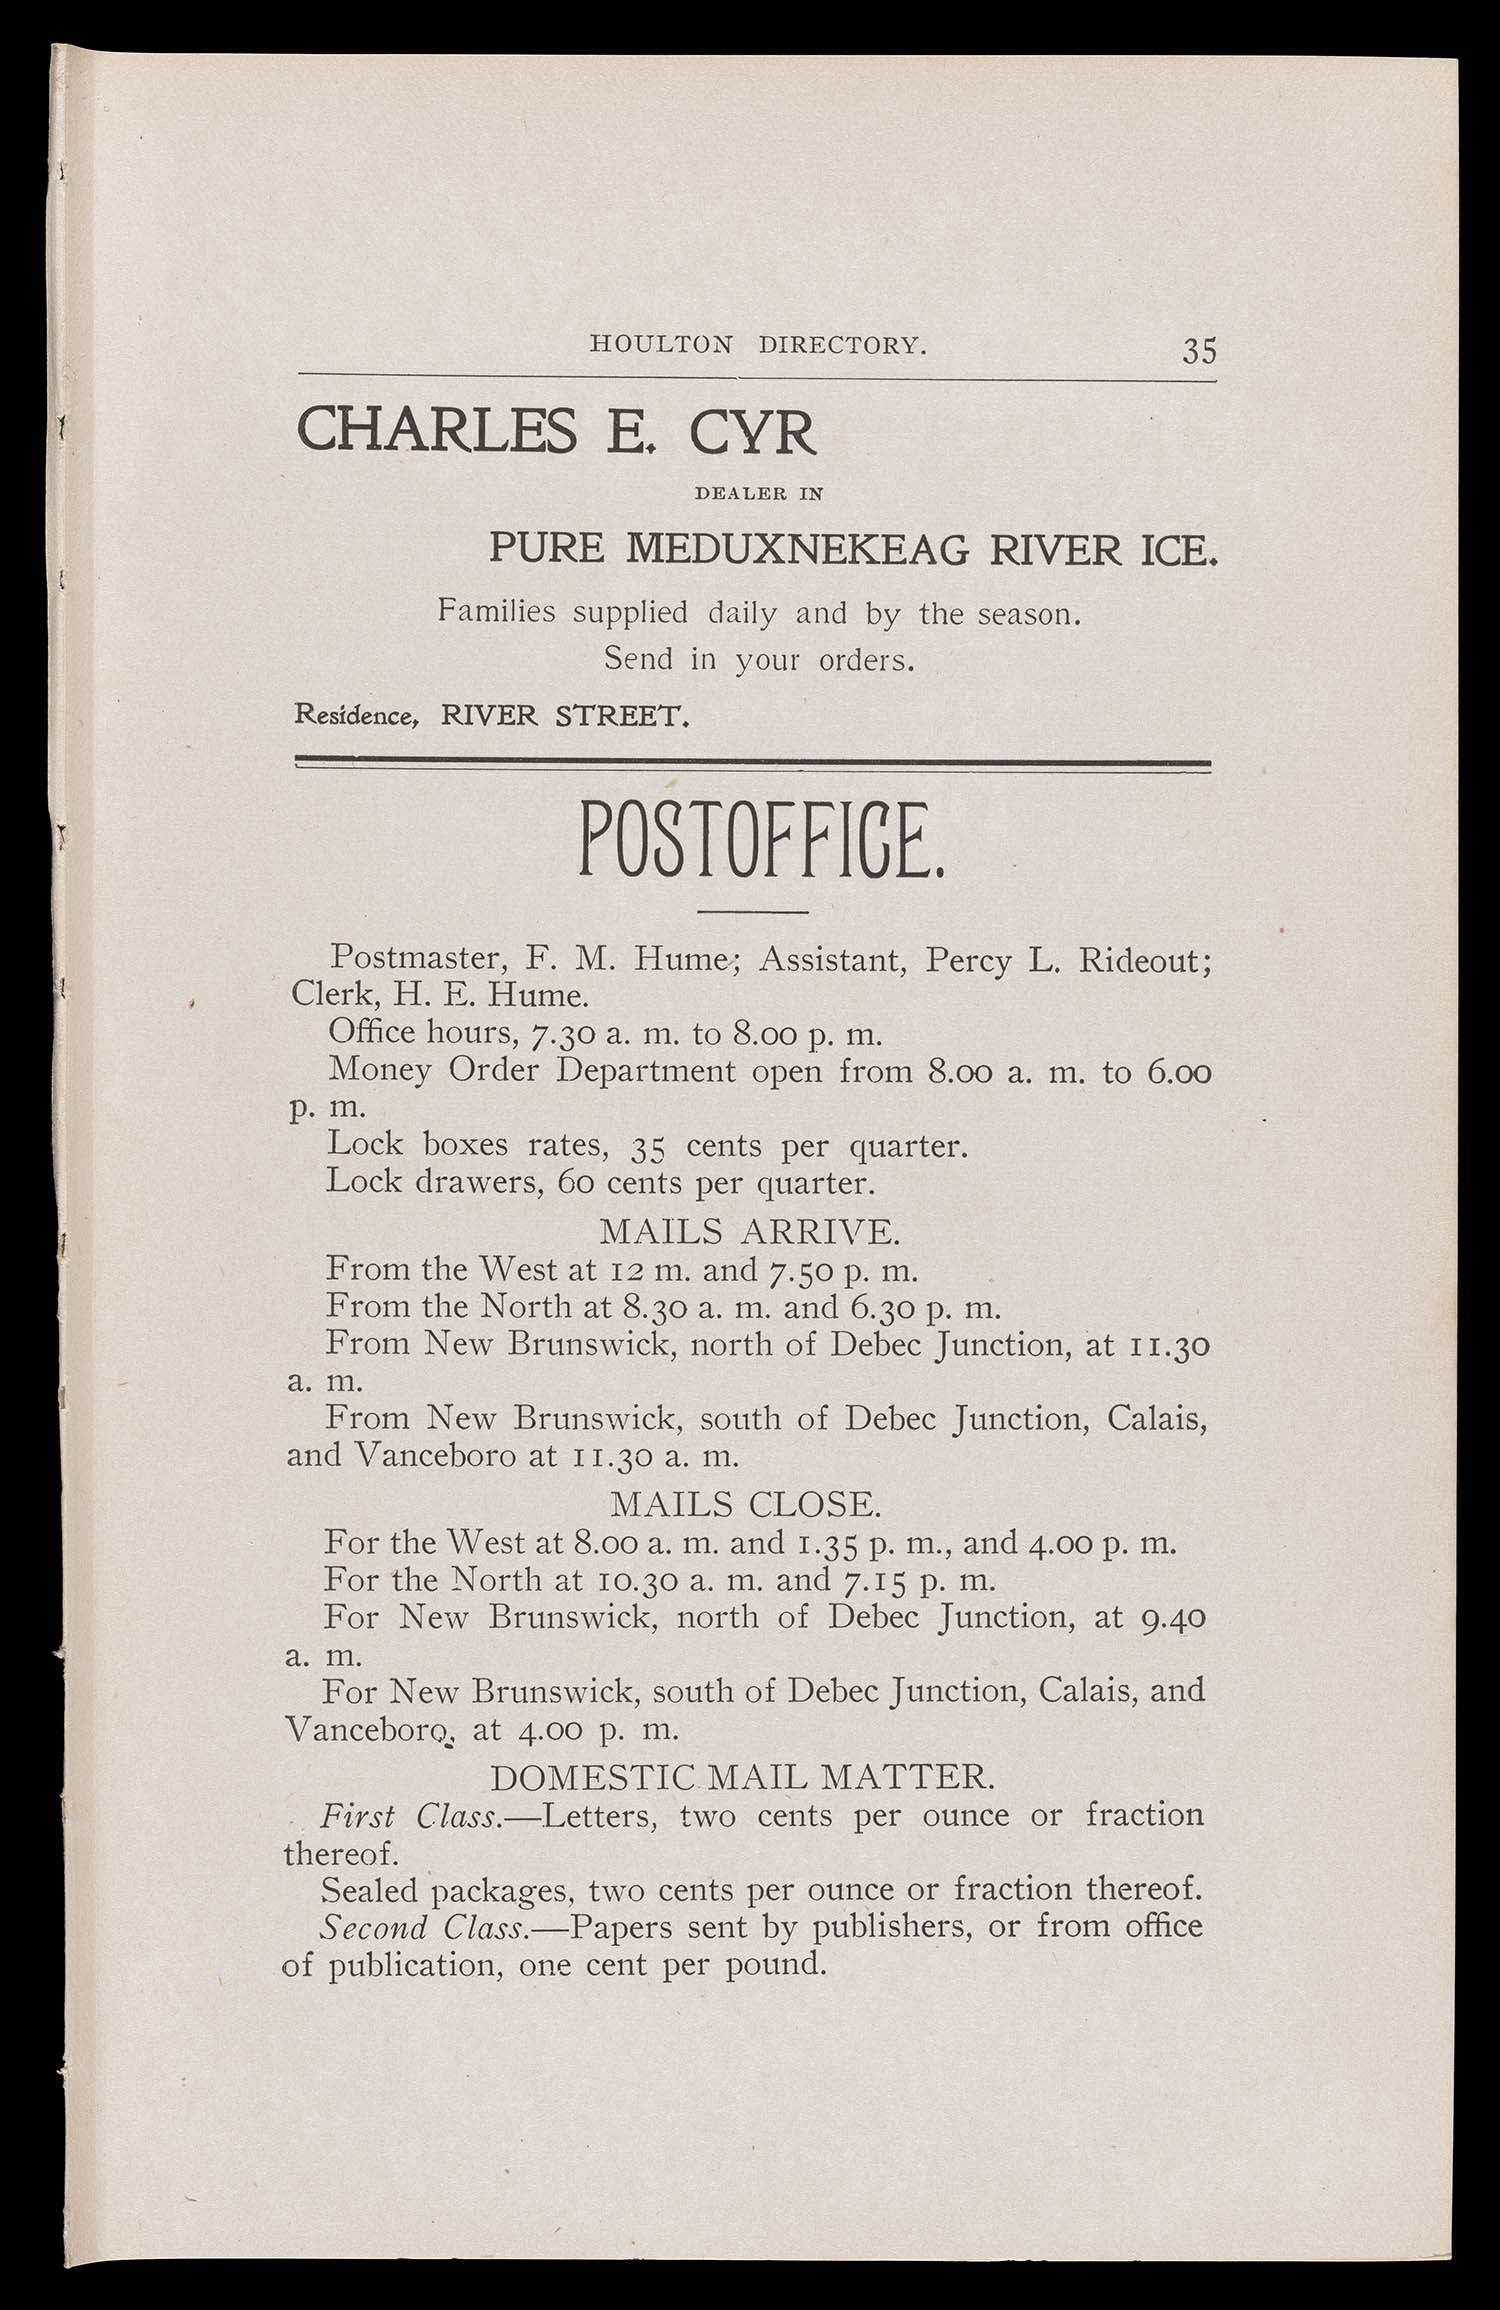 HOULTON DIRECTORY. 35
CHARLES E. CYR
DEALER IN
PURE MEDUXNEKEAG RIVER ICE.
Families supplied daily and by the season.
Send in your orders.
Residence, RIVER STREET.
POSTOFFICE.
Postmaster, F. M. Hume; Assistant, Percy L. Rideout;
Clerk, H. E. Hume.
Office hours, 7.30 a. m. to 8.00 p. m.
Money Order Department open from 8.00 a. m. to 6.00
p. m.
Lock boxes rates, 35 cents per quarter.
Lock drawers, 60 cents per quarter.
MAILS ARRIVE.
From the West at 12 m. and 7.50 p. m.
From the North at 8.30 a. m. and 6.30 p. m.
From New Brunswick, north of Debec Junction, at 11.30
a. m.
From New Brunswick, south of Debec Junction, Calais,
and Vanceboro at 11.30 a. m.
MAILS CLOSE.
For the West at 8.00 a. m. and 1.35 p. m., and 4.00 p. m.
For the North at 10.30 a. m. and 7.15 p. m.
For New Brunswick, north of Debec Junction, at 9.40
a. m.
For New Brunswick, south of Debec Junction, Calais, and
Vanceboro, at 4.00 p. m.
DOMESTIC MAIL MATTER.
First Class.—Letters, two cents per ounce or fraction
thereof.
Sealed packages, two cents per ounce or fraction thereof.
Second Class.—Papers sent by publishers, or from office
of publication, one cent per pound.